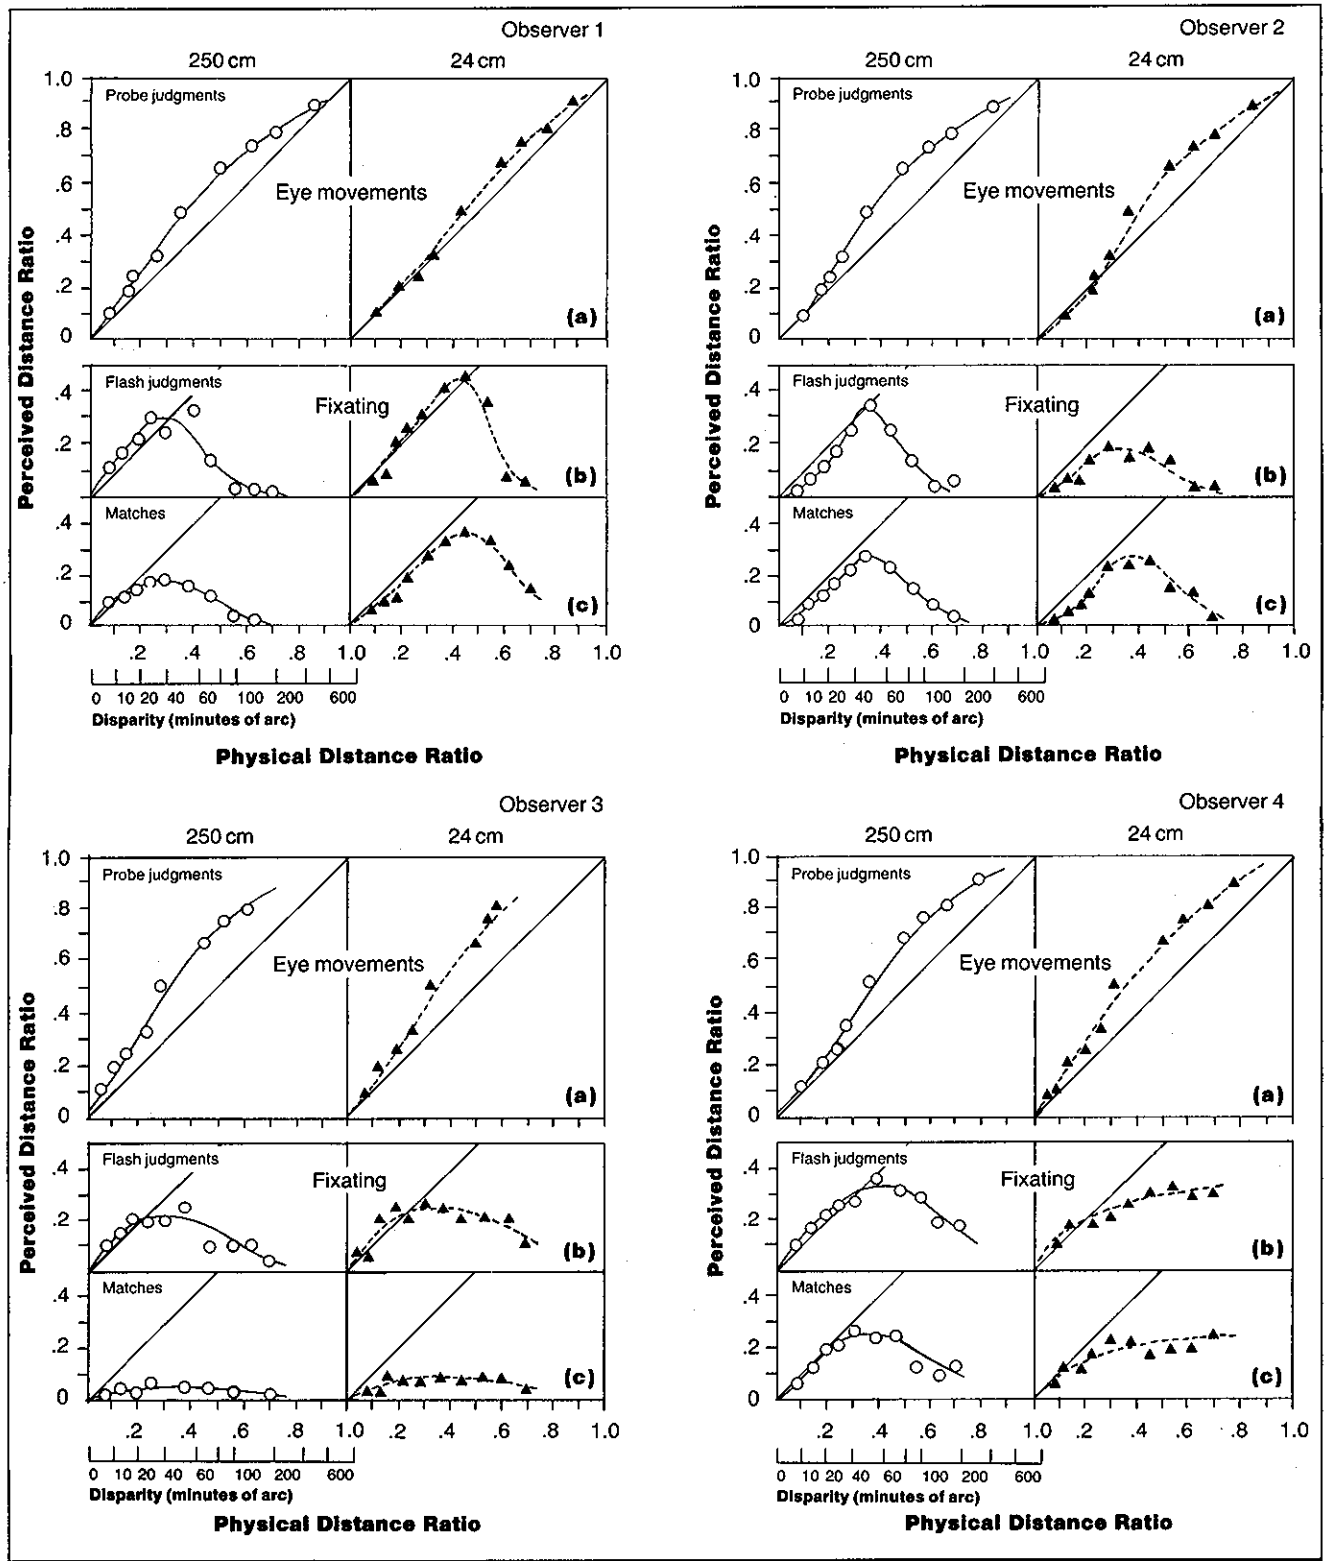 Observer 1
250 cm 24 cm
1.0
.8
.6
.4
.2
0
Probe judgments
Eye movements
(a)
.4
.2
Flash judgments
Fixating
(b)
.4
.2
0
Matches
(c)
.2 .4 .6 .8 1.0 .2 .4 .6 .8 1.0
0 10 20 40 60 100 200 600
Disparity (minutes of arc)
Perceived Distance Ratio
Physical Distance Ratio
Observer 2
250 cm 24 cm
1.0
.8
.6
.4
.2
0
Probe judgments
Eye movements
(a)
.4
.2
Flash judgments
Fixating
(b)
.4
.2
0
Matches
(c)
.2 .4 .6 .8 1.0 .2 .4 .6 .8 1.0
0 10 20 40 60 100 200 600
Disparity (minutes of arc)
Perceived Distance Ratio
Physical Distance Ratio
Observer 3
250 cm 24 cm
1.0
.8
.6
.4
.2
0
Probe judgments
Eye movements
(a)
.4
.2
Flash judgments
Fixating
(b)
.4
.2
0
Matches
(c)
.2 .4 .6 .8 1.0 .2 .4 .6 .8 1.0
0 10 20 40 60 100 200 600
Disparity (minutes of arc)
Perceived Distance Ratio
Physical Distance Ratio
Observer 4
250 cm 24 cm
1.0
.8
.6
.4
.2
0
Probe judgments
Eye movements
(a)
.4
.2
Flash judgments
Fixating
(b)
.4
.2
0
Matches
(c)
.2 .4 .6 .8 1.0 .2 .4 .6 .8 1.0
0 10 20 40 60 100 200 600
Disparity (minutes of arc)
Perceived Distance Ratio
Physical Distance Ratio